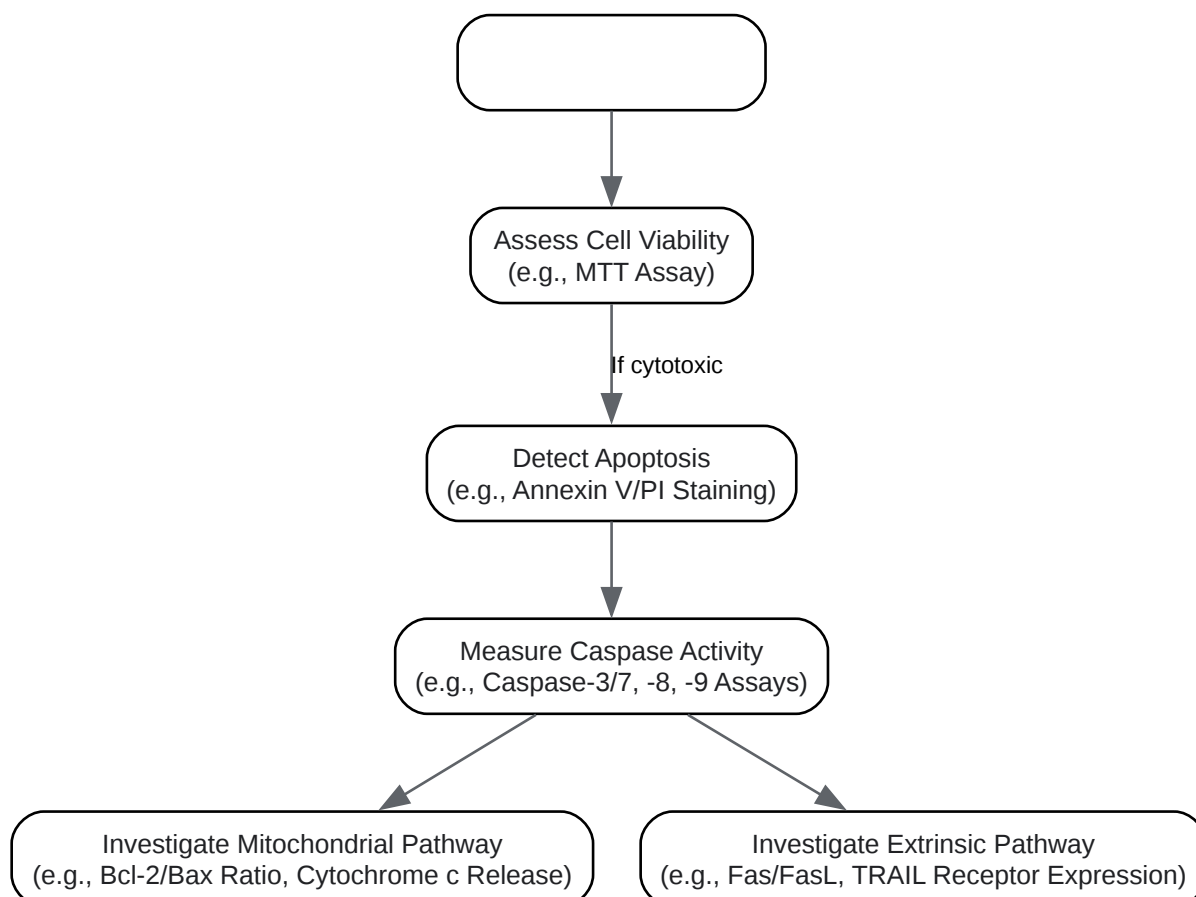 Assess Cell Viability
(e.g., MTT Assay)
If cytotoxic
Detect Apoptosis
(e.g., Annexin V/PI Staining)
Measure Caspase Activity
(e.g., Caspase-3/7, -8, -9 Assays)
Investigate Mitochondrial Pathway
(e.g., Bcl-2/Bax Ratio, Cytochrome c Release)
Investigate Extrinsic Pathway
(e.g., Fas/FasL, TRAIL Receptor Expression)